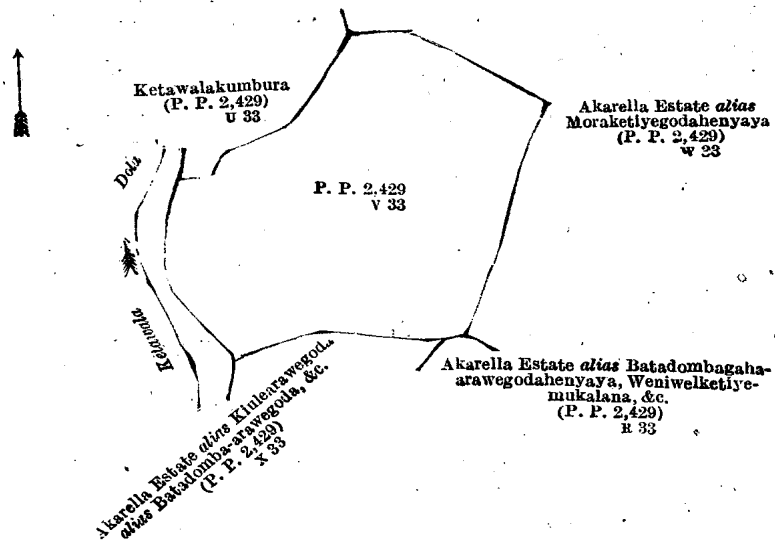 Ketawalakumbura
(P. P. 2,429)
U 33
Akarella Estate alias
Moraketiyegodahenyaya
(P. P. 2,429)
W 23
Dola
P. P. 2,429
V 33
Ketawala
Akarella Estate alias Batadombagaha-
arawegodahenyaya, Weniwelketiye-
mukalana, &c.
(P. P. 2,429)
R 33
Akarella Estate alias Kiulearawegoda
alias Batadomba-arawegoda, &c.
(P. P. 2,429)
X 33